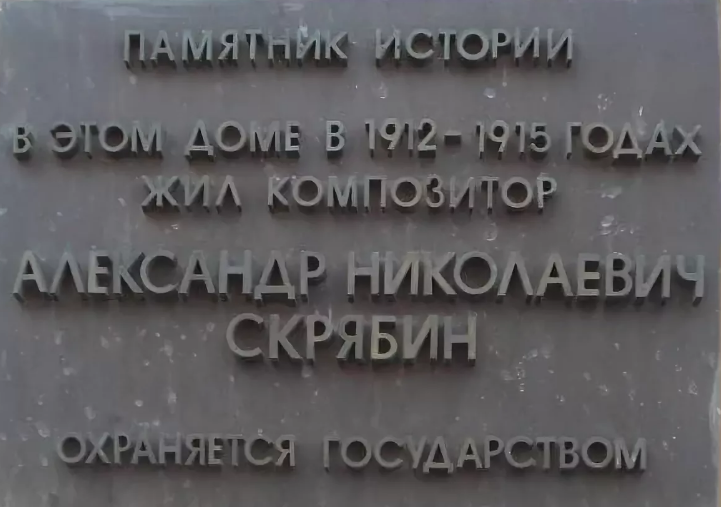 ПАМЯТНИК ИСТОРИИ
В ЭТОМ ДОМЕ В 1912–1915 ГОДАХ
ЖИЛ КОМПОЗИТОР
АЛЕКСАНДР НИКОЛАЕВИЧ
СКРЯБИН
ОХРАНЯЕТСЯ ГОСУДАРСТВОМ